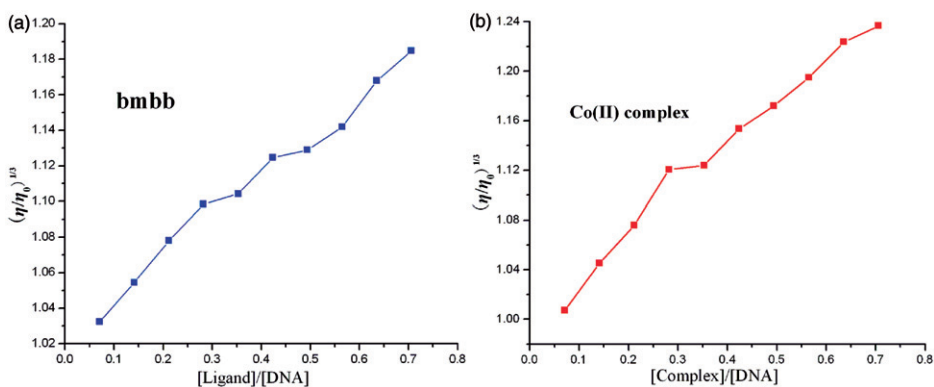 (a)
1.20
1.18
1.16
1.14
1.12
1.10
1.08
1.06
1.04
1.02
(η/η₀)^1/3
bmbb
0.0 0.1 0.2 0.3 0.4 0.5 0.6 0.7 0.8
[Ligand]/[DNA]
(b)
1.24
1.20
1.16
1.12
1.08
1.04
1.00
(η/η₀)^1/3
Co(II) complex
0.0 0.1 0.2 0.3 0.4 0.5 0.6 0.7 0.8
[Complex]/[DNA]